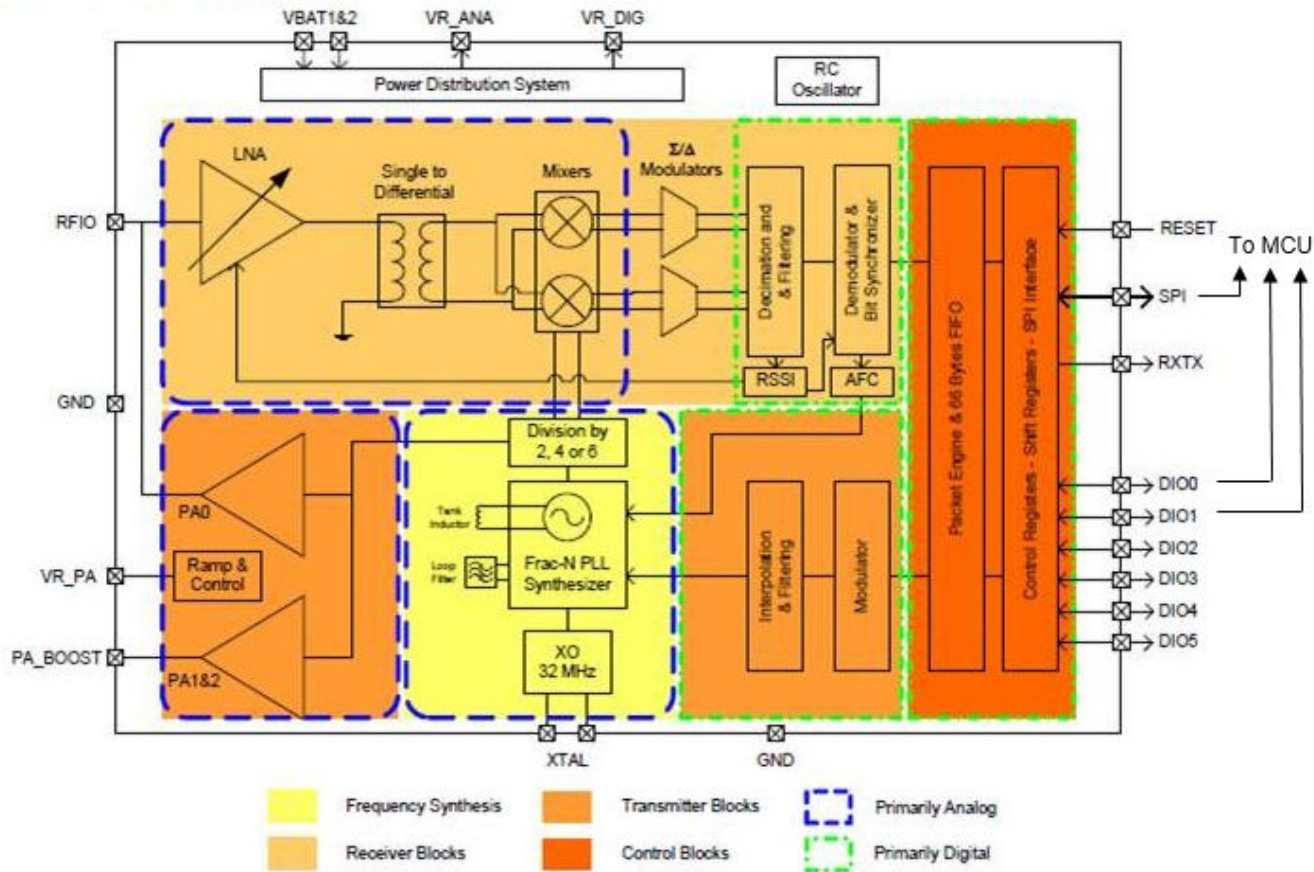 VBAT1&2
VR_ANA
VR_DIG
Power Distribution System
RC
Oscillator
LNA
Single to
Differential
Mixers
Σ/Δ
Modulators
Decimation and
& Filtering
Demodulator &
Bit Synchronizer
RSSI
AFC
Packet Engine & 66 Bytes FIFO
Control Registers - Shift Registers - SPI Interface
RFIO
GND
RESET
To MCU
SPI
RXTX
Division by
2, 4 or 6
PA0
Tank
Inductor
Loop
Filter
Frac-N PLL
Synthesizer
Interpolation
& Filtering
Modulator
Ramp &
Control
VR_PA
PA_BOOST
PA1&2
XO
32 MHz
DIO0
DIO1
DIO2
DIO3
DIO4
DIO5
XTAL
GND
Frequency Synthesis
Transmitter Blocks
Primarily Analog
Receiver Blocks
Control Blocks
Primarily Digital